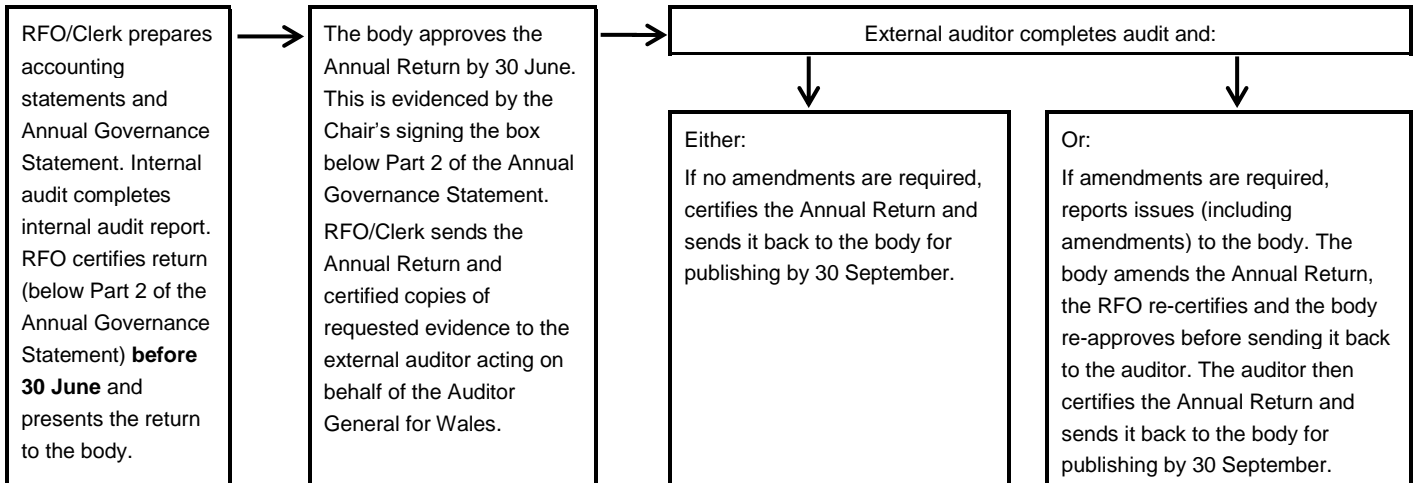 RFO/Clerk prepares
accounting
statements and
Annual Governance
Statement. Internal
audit completes
internal audit report.
RFO certifies return
(below Part 2 of the
Annual Governance
Statement) before
30 June and
presents the return
to the body.
The body approves the
Annual Return by 30 June.
This is evidenced by the
Chair's signing the box
below Part 2 of the Annual
Governance Statement.
RFO/Clerk sends the
Annual Return and
certified copies of
requested evidence to the
external auditor acting on
behalf of the Auditor
General for Wales.
External auditor completes audit and:
Either:
If no amendments are required,
certifies the Annual Return and
sends it back to the body for
publishing by 30 September.
Or:
If amendments are required,
reports issues (including
amendments) to the body. The
body amends the Annual Return,
the RFO re-certifies and the body
re-approves before sending it back
to the auditor. The auditor then
certifies the Annual Return and
sends it back to the body for
publishing by 30 September.